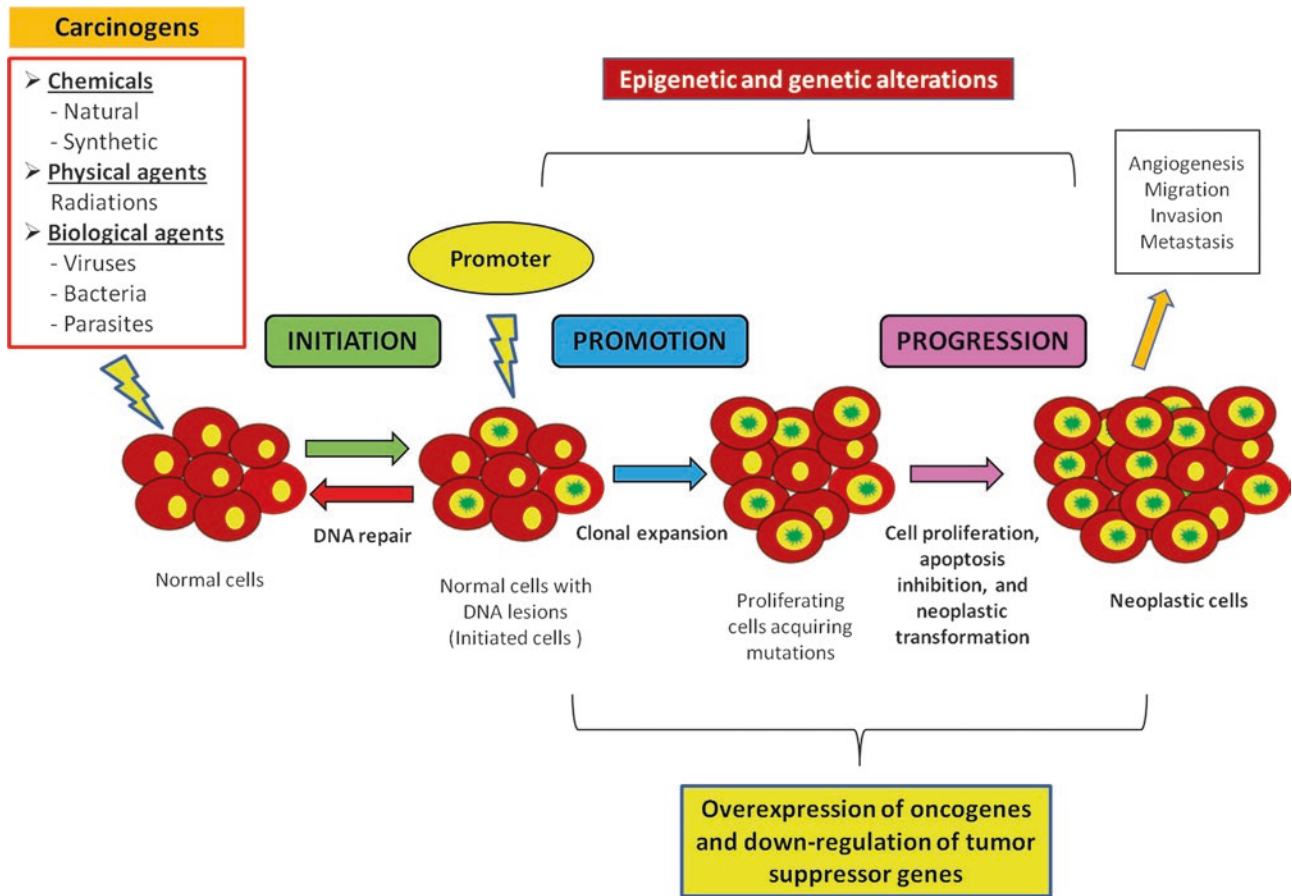 Carcinogens
➢ Chemicals
- Natural
- Synthetic
➢ Physical agents
Radiations
➢ Biological agents
- Viruses
- Bacteria
- Parasites
Epigenetic and genetic alterations
Angiogenesis
Migration
Invasion
Metastasis
Promoter
INITIATION
PROMOTION
PROGRESSION
DNA repair
Clonal expansion
Cell proliferation,
apoptosis
inhibition, and
neoplastic
transformation
Normal cells
Normal cells with
DNA lesions
(Initiated cells )
Proliferating
cells acquiring
mutations
Neoplastic cells
Overexpression of oncogenes
and down-regulation of tumor
suppressor genes